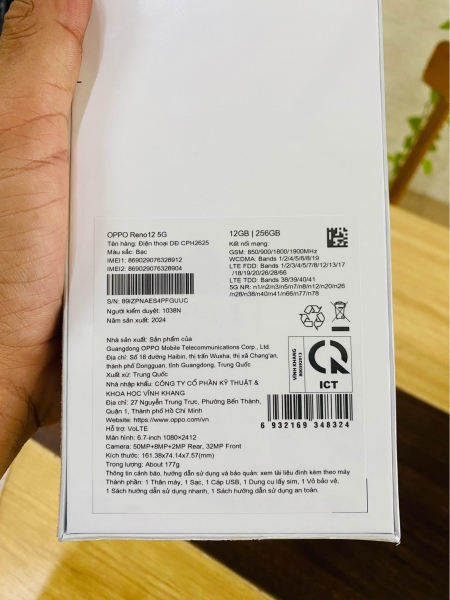 OPPO Reno12 5G
Tên hàng: Điện thoại DĐ CPH2625
Màu sắc: Bạc
IMEI1: 869029076328912
IMEI2: 869029076328904
S/N: 89IZPNAES4PFGUUC
Người kiểm duyệt: 1038N
Năm sản xuất: 2024
12GB | 256GB
Kết nối mạng:
GSM: 850/900/1800/1900MHz
WCDMA: Bands 1/2/4/5/6/8/19
LTE FDD: Bands 1/2/3/4/5/7/8/12/13/17
/18/19/20/26/28/66
LTE TDD: Bands 38/39/40/41
5G NR: n1/n2/n3/n5/n7/n8/n12/n20/n26
/n28/n38/n40/n41/n66/n77/n78
Nhà sản xuất: Sản phẩm của
Guangdong OPPO Mobile Telecommunications Corp., Ltd.
Địa chỉ: Số 18 đường Haibin, thị trấn Wusha, thị xã Chang'an,
thành phố Dongguan, tỉnh Guangdong, Trung Quốc
Xuất xứ: Trung Quốc
Nhà nhập khẩu: CÔNG TY CỔ PHẦN KỸ THUẬT &
KHOA HỌC VĨNH KHANG
Địa chỉ: 27 Nguyễn Trung Trực, Phường Bến Thành,
Quận 1, Thành phố Hồ Chí Minh
Website: https://www.oppo.com/vn
Hỗ trợ: VoLTE
Màn hình: 6.7-inch 1080×2412
Camera: 50MP+8MP+2MP Rear, 32MP Front
Kích thước: 161.38x74.14x7.57(mm)
Trọng lượng: About 177g
Thông tin cảnh báo, hướng dẫn sử dụng và bảo quản: xem tài liệu đính kèm theo máy
Thành phần: 1 Thân máy, 1 Sạc, 1 Cáp USB, 1 Dụng cụ lấy sim, 1 Vỏ bảo vệ,
1 Sách hướng dẫn sử dụng nhanh, 1 Sách hướng dẫn sử dụng an toàn.
VĨNH KHANG
ICT
6 932169 348324